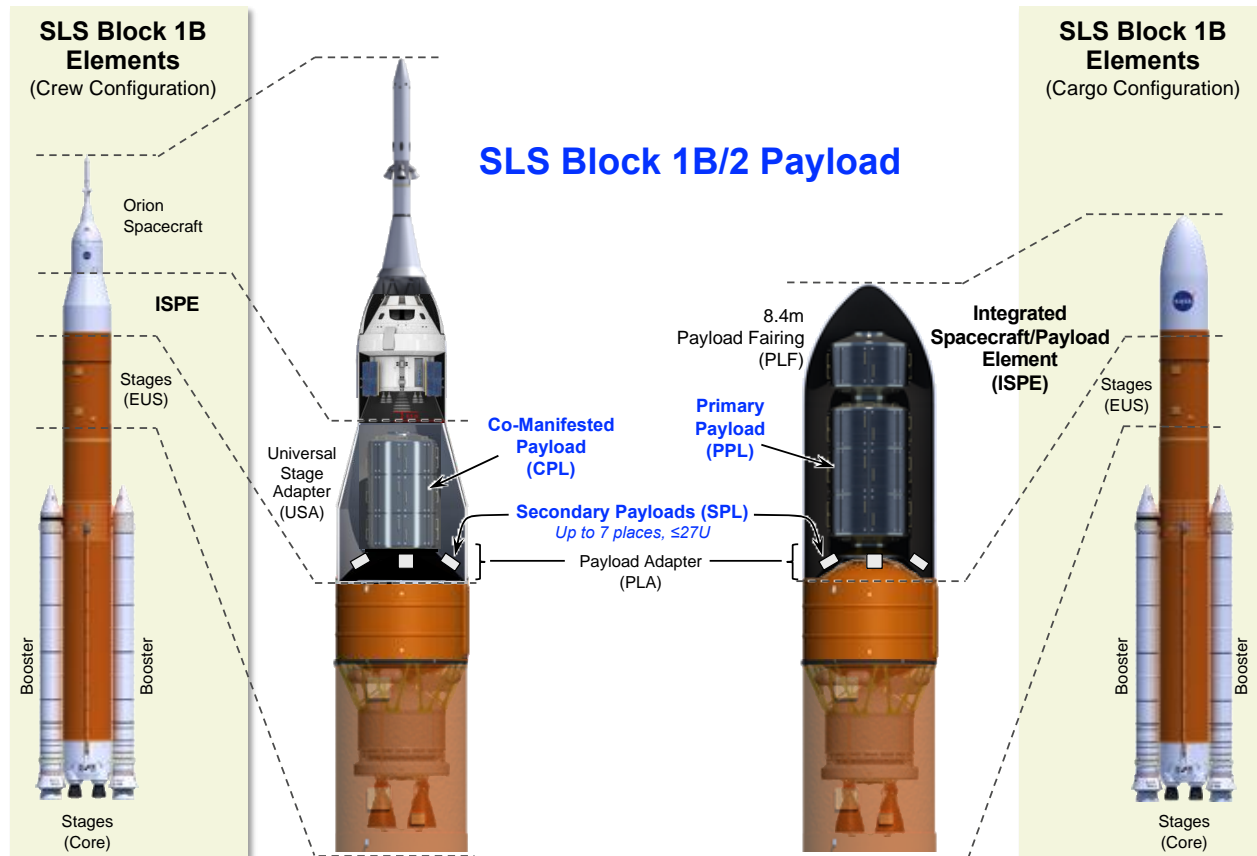 SLS Block 1B
Elements
(Crew Configuration)
Orion
Spacecraft
ISPE
Stages
(EUS)
Booster
Booster
Stages
(Core)
SLS Block 1B/2 Payload
Universal
Stage
Adapter
(USA)
Co-Manifested
Payload
(CPL)
Secondary Payloads (SPL)
Up to 7 places, ≤27U
Payload Adapter
(PLA)
8.4m
Payload Fairing
(PLF)
Primary
Payload
(PPL)
Integrated
Spacecraft/Payload
Element
(ISPE)
SLS Block 1B
Elements
(Cargo Configuration)
NASA
Stages
(EUS)
Booster
Booster
Stages
(Core)